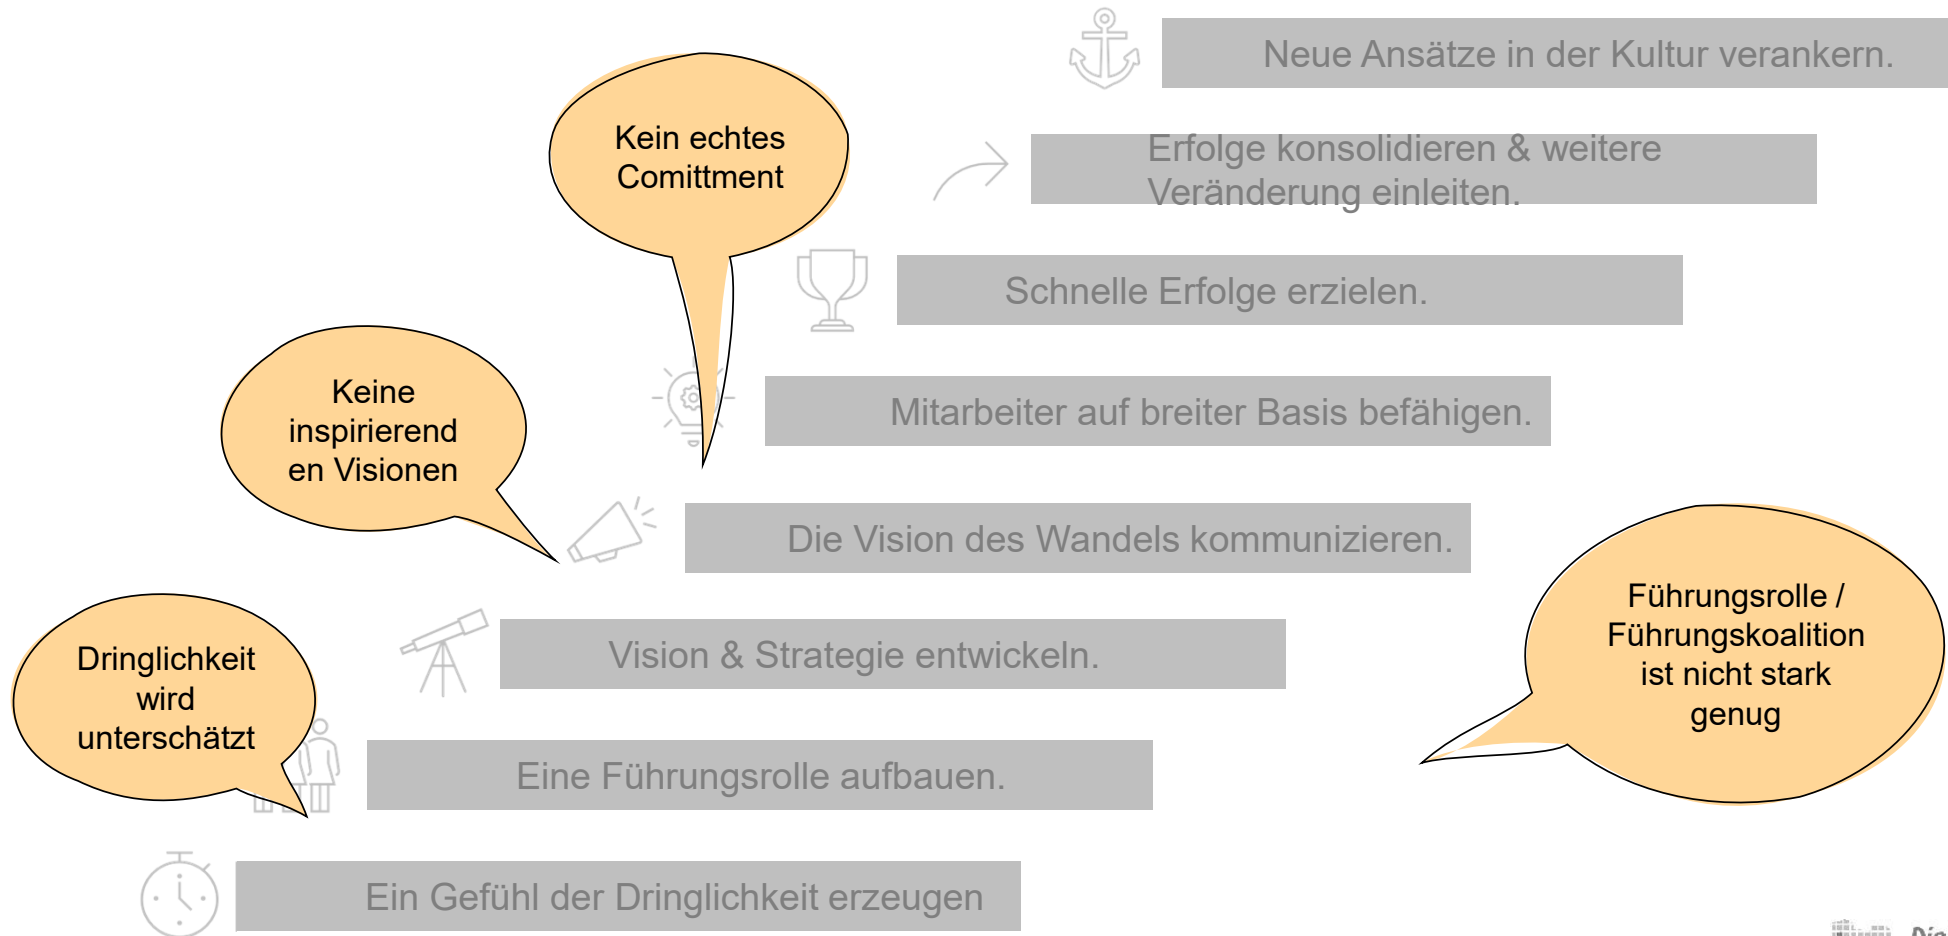 Neue Ansätze in der Kultur verankern.
Kein echtes
Comittment
Erfolge konsolidieren & weitere
Veränderung einleiten.
Schnelle Erfolge erzielen.
Keine
inspirierend
en Visionen
Mitarbeiter auf breiter Basis befähigen.
Die Vision des Wandels kommunizieren.
Führungsrolle /
Führungskoalition
ist nicht stark
genug
Vision & Strategie entwickeln.
Dringlichkeit
wird
unterschätzt
Eine Führungsrolle aufbauen.
Ein Gefühl der Dringlichkeit erzeugen